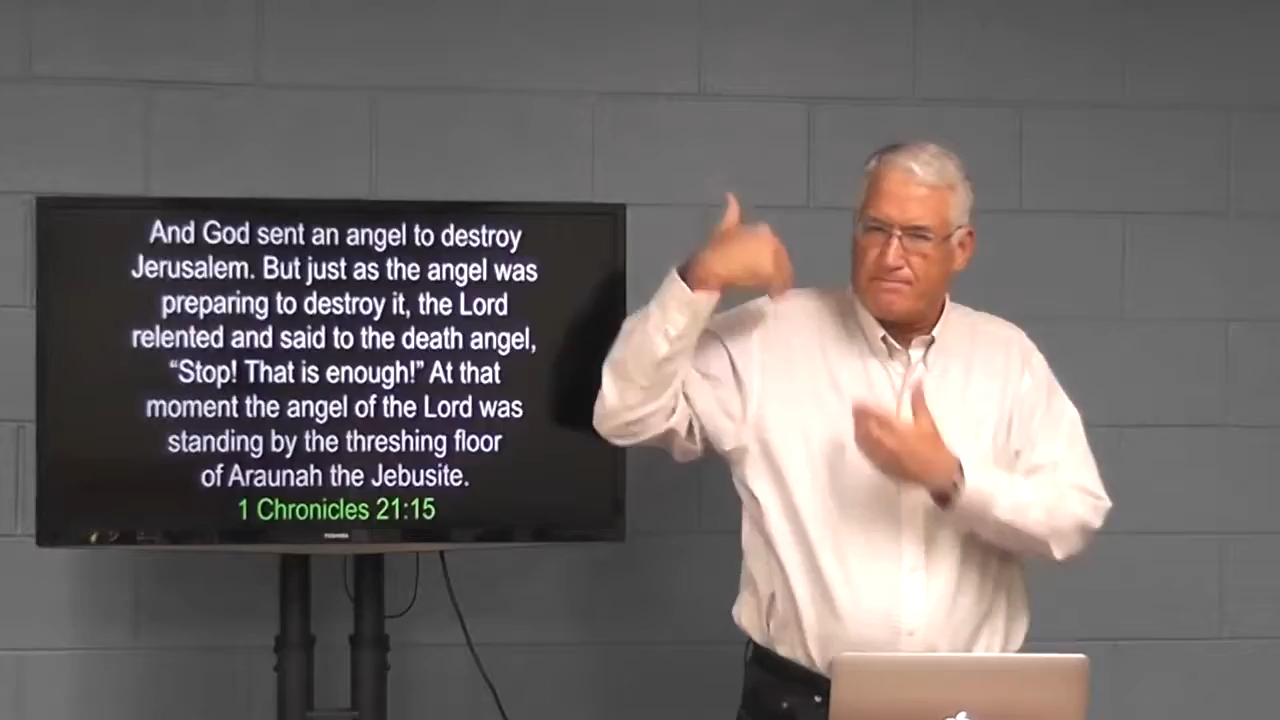 And God sent an angel to destroy
Jerusalem. But just as the angel was
preparing to destroy it, the Lord
relented and said to the death angel,
“Stop! That is enough!” At that
moment the angel of the Lord was
standing by the threshing floor
of Araunah the Jebusite.
1 Chronicles 21:15
TOSHIBA